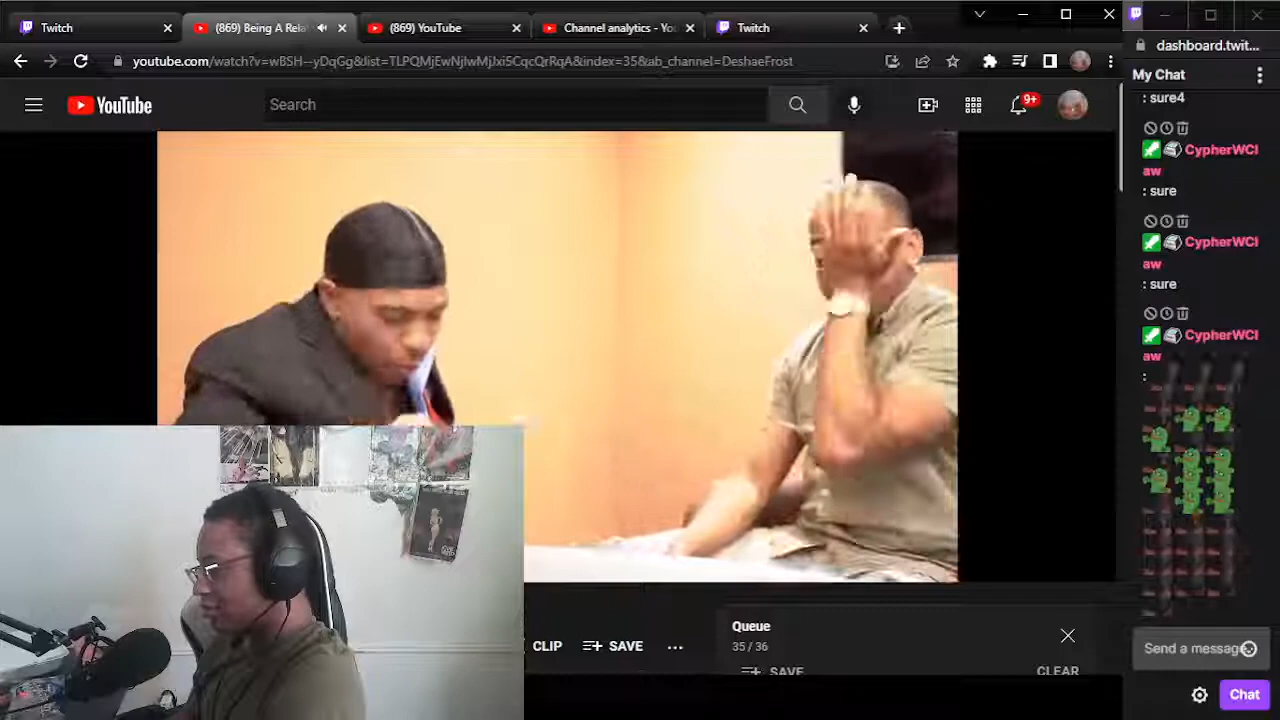 Twitch
(869) Being A Rela
(869) YouTube
Channel analytics - You
Twitch
youtube.com/watch?v=wBSH--yDqGg&list=TLPQMjEwNjIwMjJxi5CqcQrRqA&index=35&ab_channel=DeshaeFrost
dashboard.twit...
YouTube
Search
9+
My Chat
: sure4
CypherWCl
aw
: sure
CypherWCl
aw
: sure
CypherWCl
aw
:
CLIP
SAVE
Queue
35 / 36
SAVE
CLEAR
Send a message
Chat